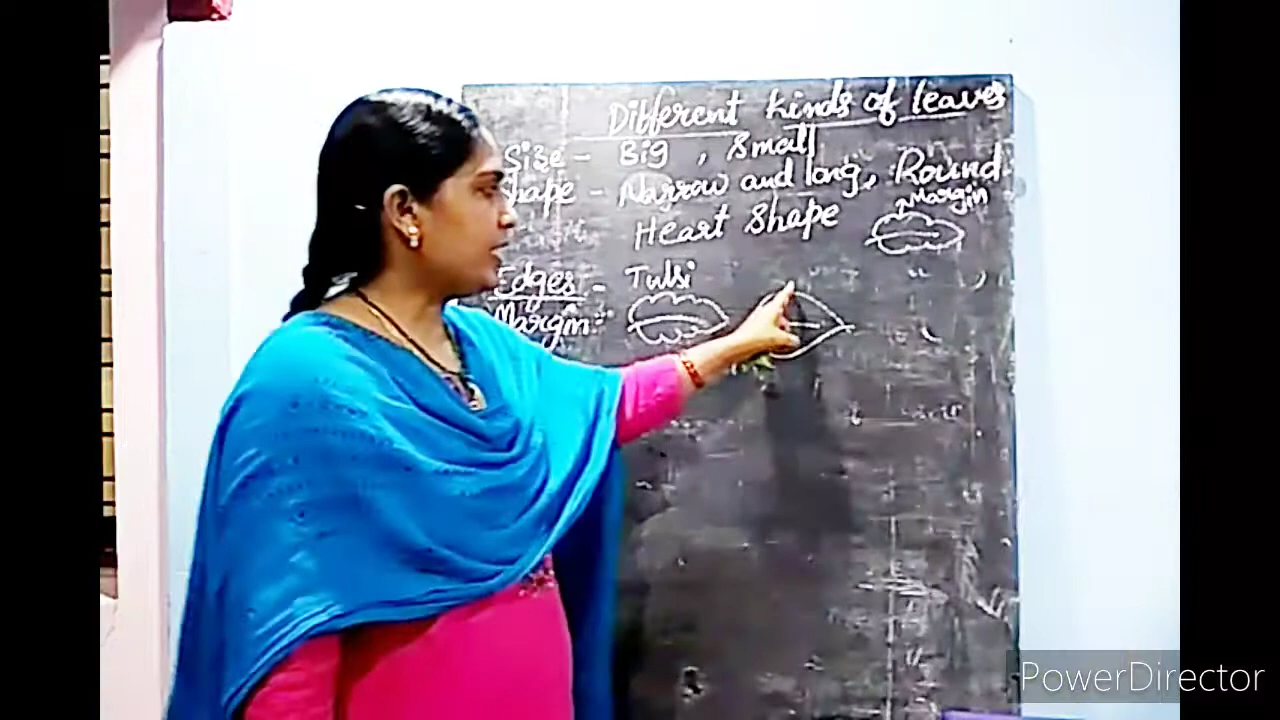 Different kinds of leaves
Size - Big, Small
Shape - Narrow and long, Round
Heart Shape
Margin
Edges - Tulsi
Margin:
PowerDirector